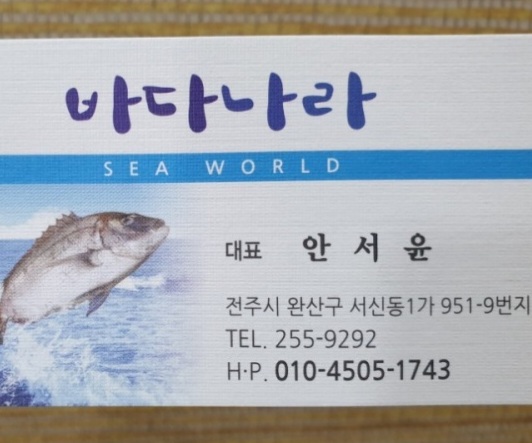 바다나라
SEA WORLD
대표 안서윤
전주시 완산구 서신동1가 951-9번지
TEL. 255-9292
H·P. 010-4505-1743